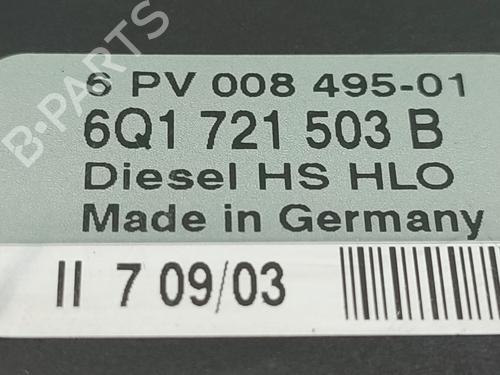 6 PV 008 495-01
6Q1 721 503 B
Diesel HS HLO
Made in Germany
II 7 09/03
B-PARTS